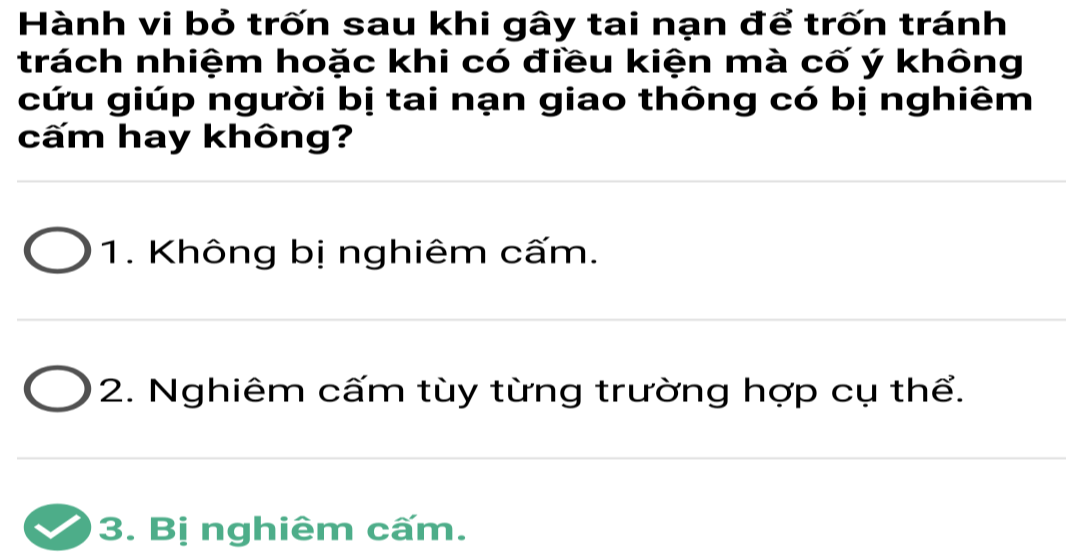 Hành vi bỏ trốn sau khi gây tai nạn để trốn tránh
trách nhiệm hoặc khi có điều kiện mà cố ý không
cứu giúp người bị tai nạn giao thông có bị nghiêm
cấm hay không?
1. Không bị nghiêm cấm.
2. Nghiêm cấm tùy từng trường hợp cụ thể.
3. Bị nghiêm cấm.